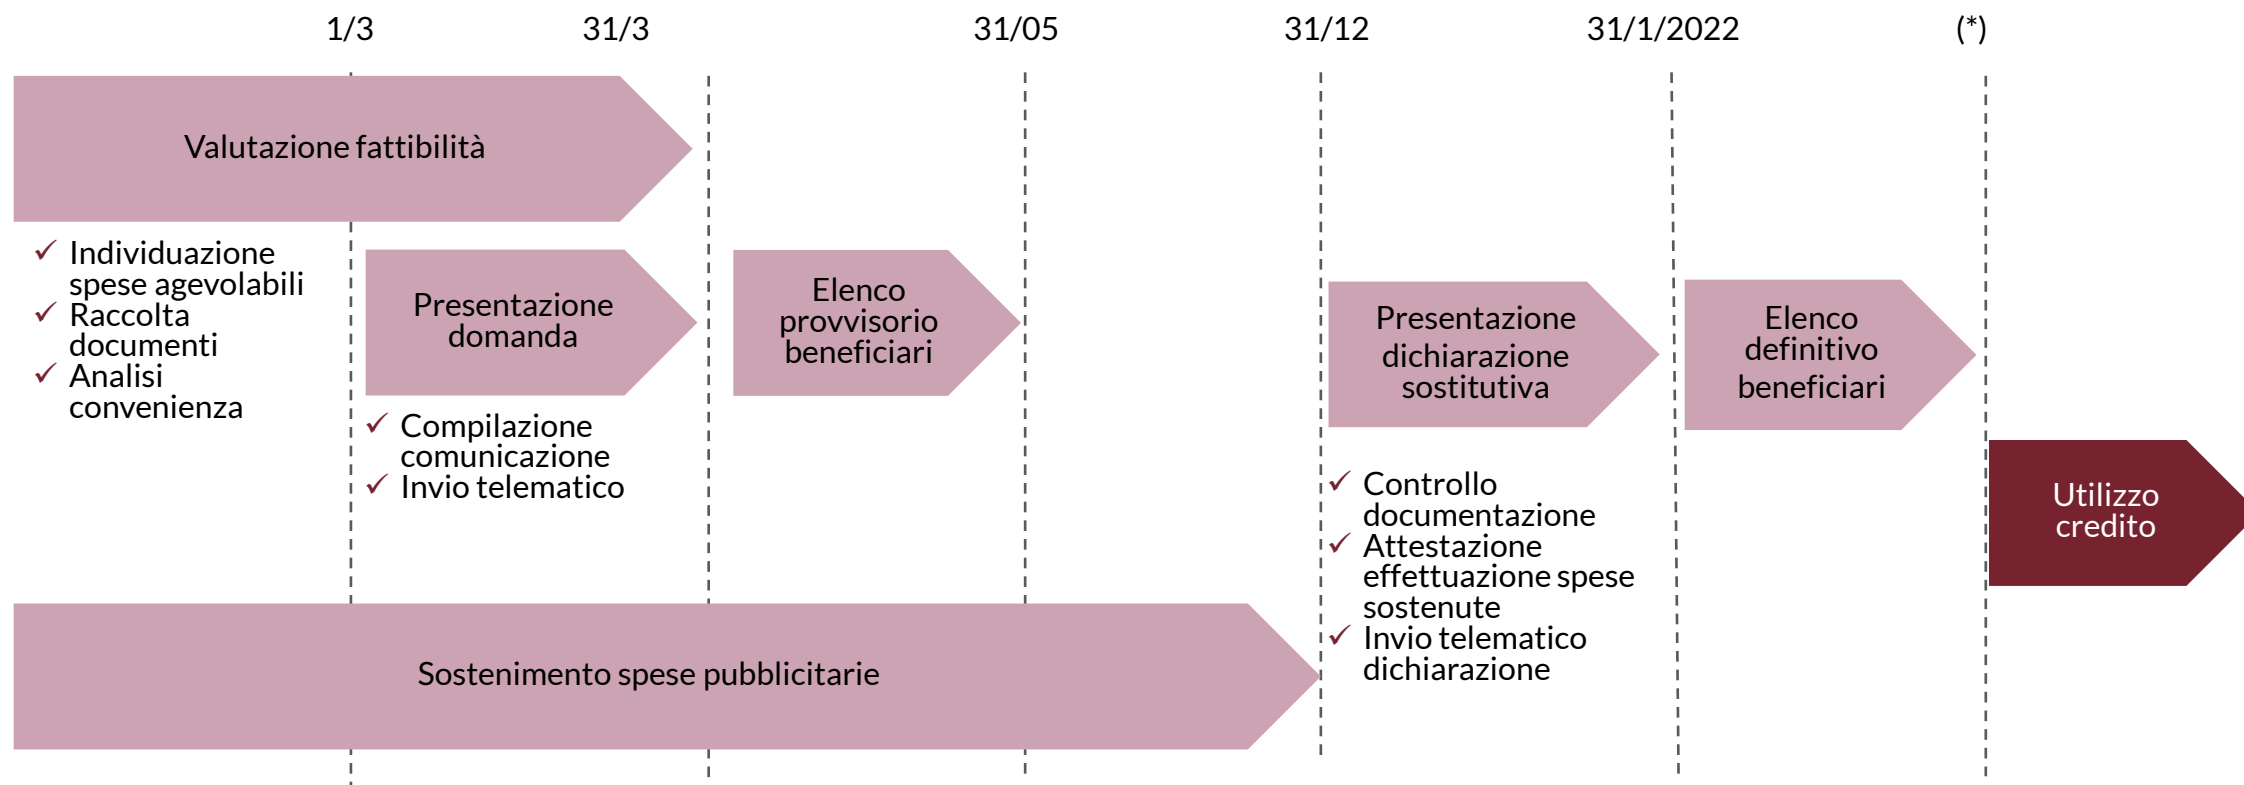 1/3
31/3
31/05
31/12
31/1/2022
(*)
Valutazione fattibilità
✓ Individuazione
spese agevolabili
✓ Raccolta
documenti
✓ Analisi
convenienza
Presentazione
domanda
✓ Compilazione
comunicazione
✓ Invio telematico
Elenco
provvisorio
beneficiari
Presentazione
dichiarazione
sostitutiva
✓ Controllo
documentazione
✓ Attestazione
effettuazione spese
sostenute
✓ Invio telematico
dichiarazione
Elenco
definitivo
beneficiari
Utilizzo
credito
Sostenimento spese pubblicitarie